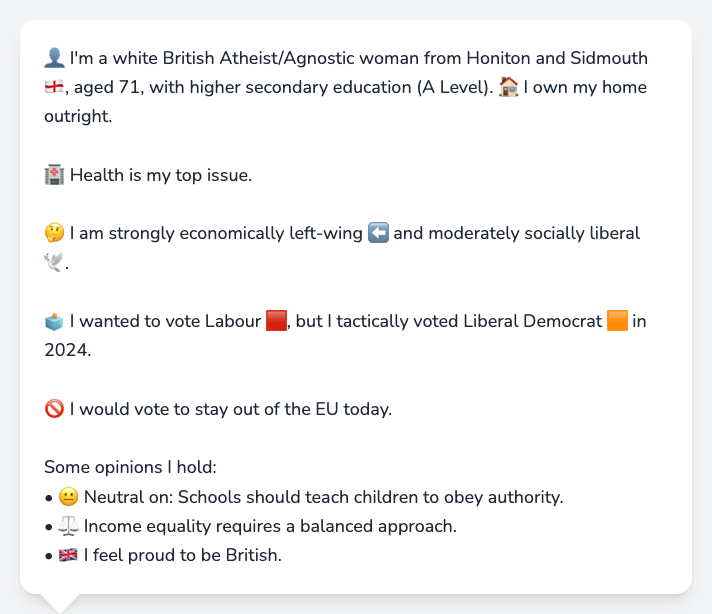 👤 I'm a white British Atheist/Agnostic woman from Honiton and Sidmouth
🏴󠁧󠁢󠁥󠁮󠁧󠁿, aged 71, with higher secondary education (A Level). 🏠 I own my home
outright.
🏥 Health is my top issue.
🤔 I am strongly economically left-wing ⬅️ and moderately socially liberal
🕊️.
🗳️ I wanted to vote Labour 🟥, but I tactically voted Liberal Democrat 🟧 in
2024.
🚫 I would vote to stay out of the EU today.
Some opinions I hold:
• 😐 Neutral on: Schools should teach children to obey authority.
• ⚖️ Income equality requires a balanced approach.
• 🇬🇧 I feel proud to be British.